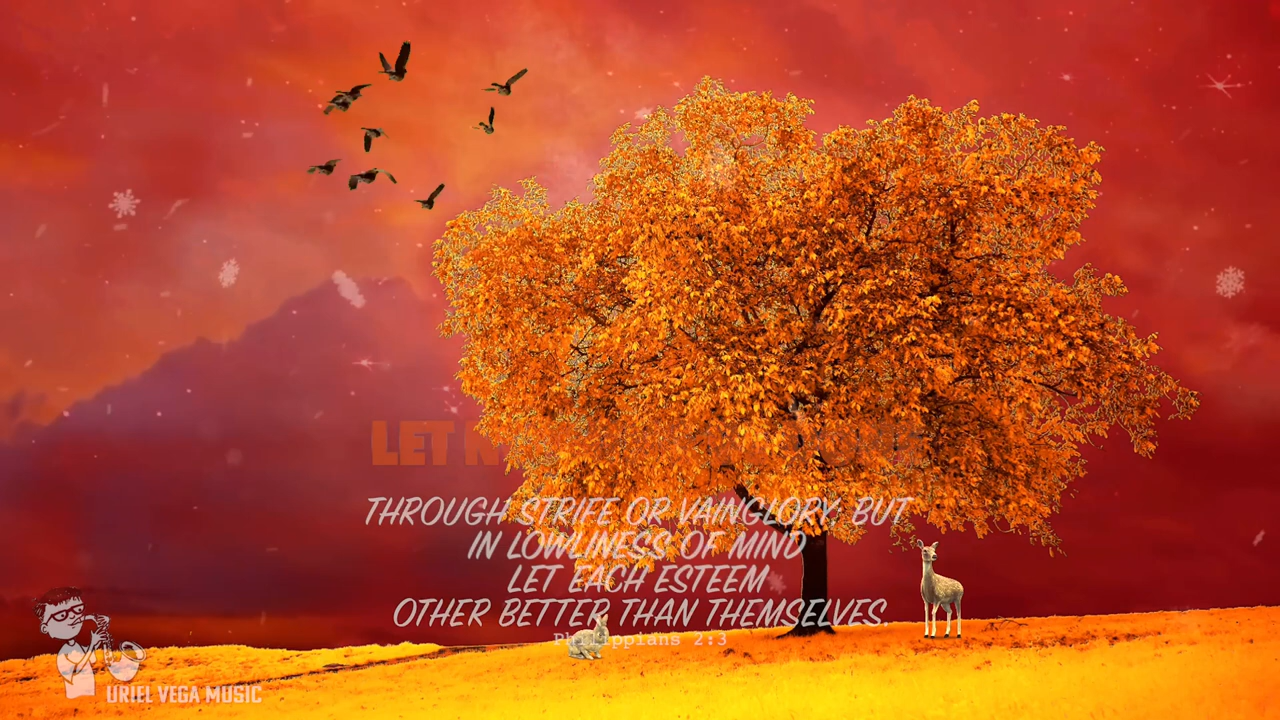 LET
THROUGH STRIFE OR VAINGLORY; BUT
IN LOWLINESS OF MIND
LET EACH ESTEEM
OTHER BETTER THAN THEMSELVES.
Philippians 2:3
URIEL VEGA MUSIC